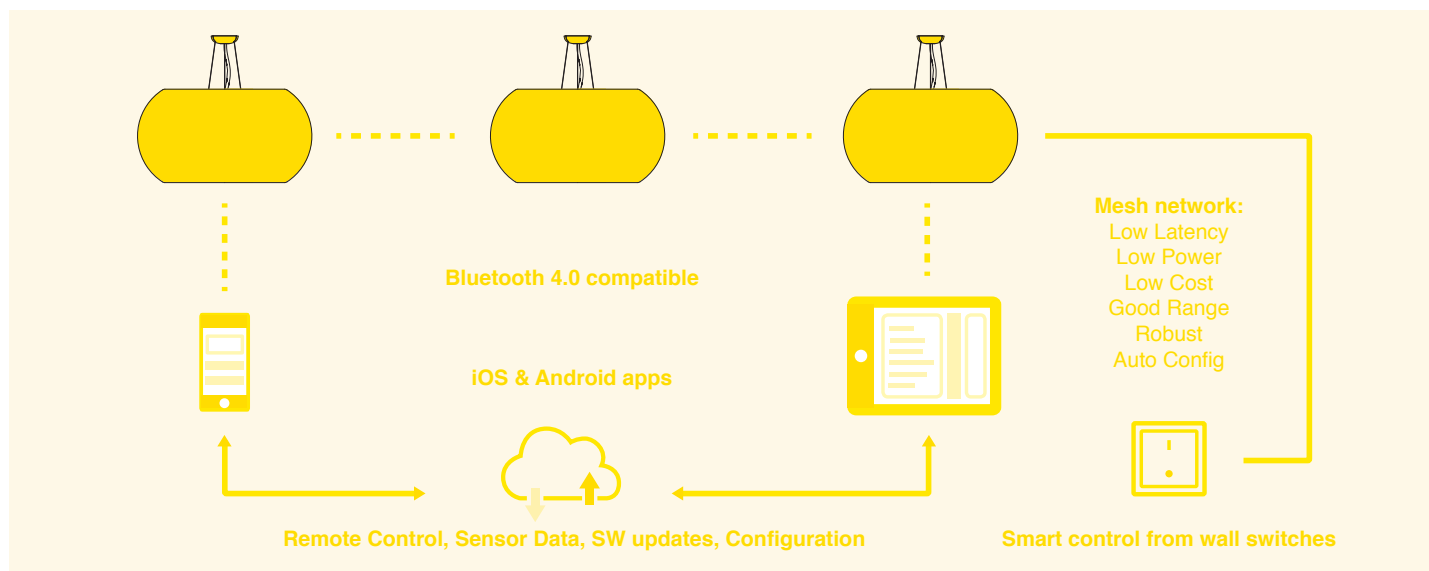 Mesh network:
Low Latency
Low Power
Low Cost
Good Range
Robust
Auto Config
Bluetooth 4.0 compatible
iOS & Android apps
Remote Control, Sensor Data, SW updates, Configuration
Smart control from wall switches